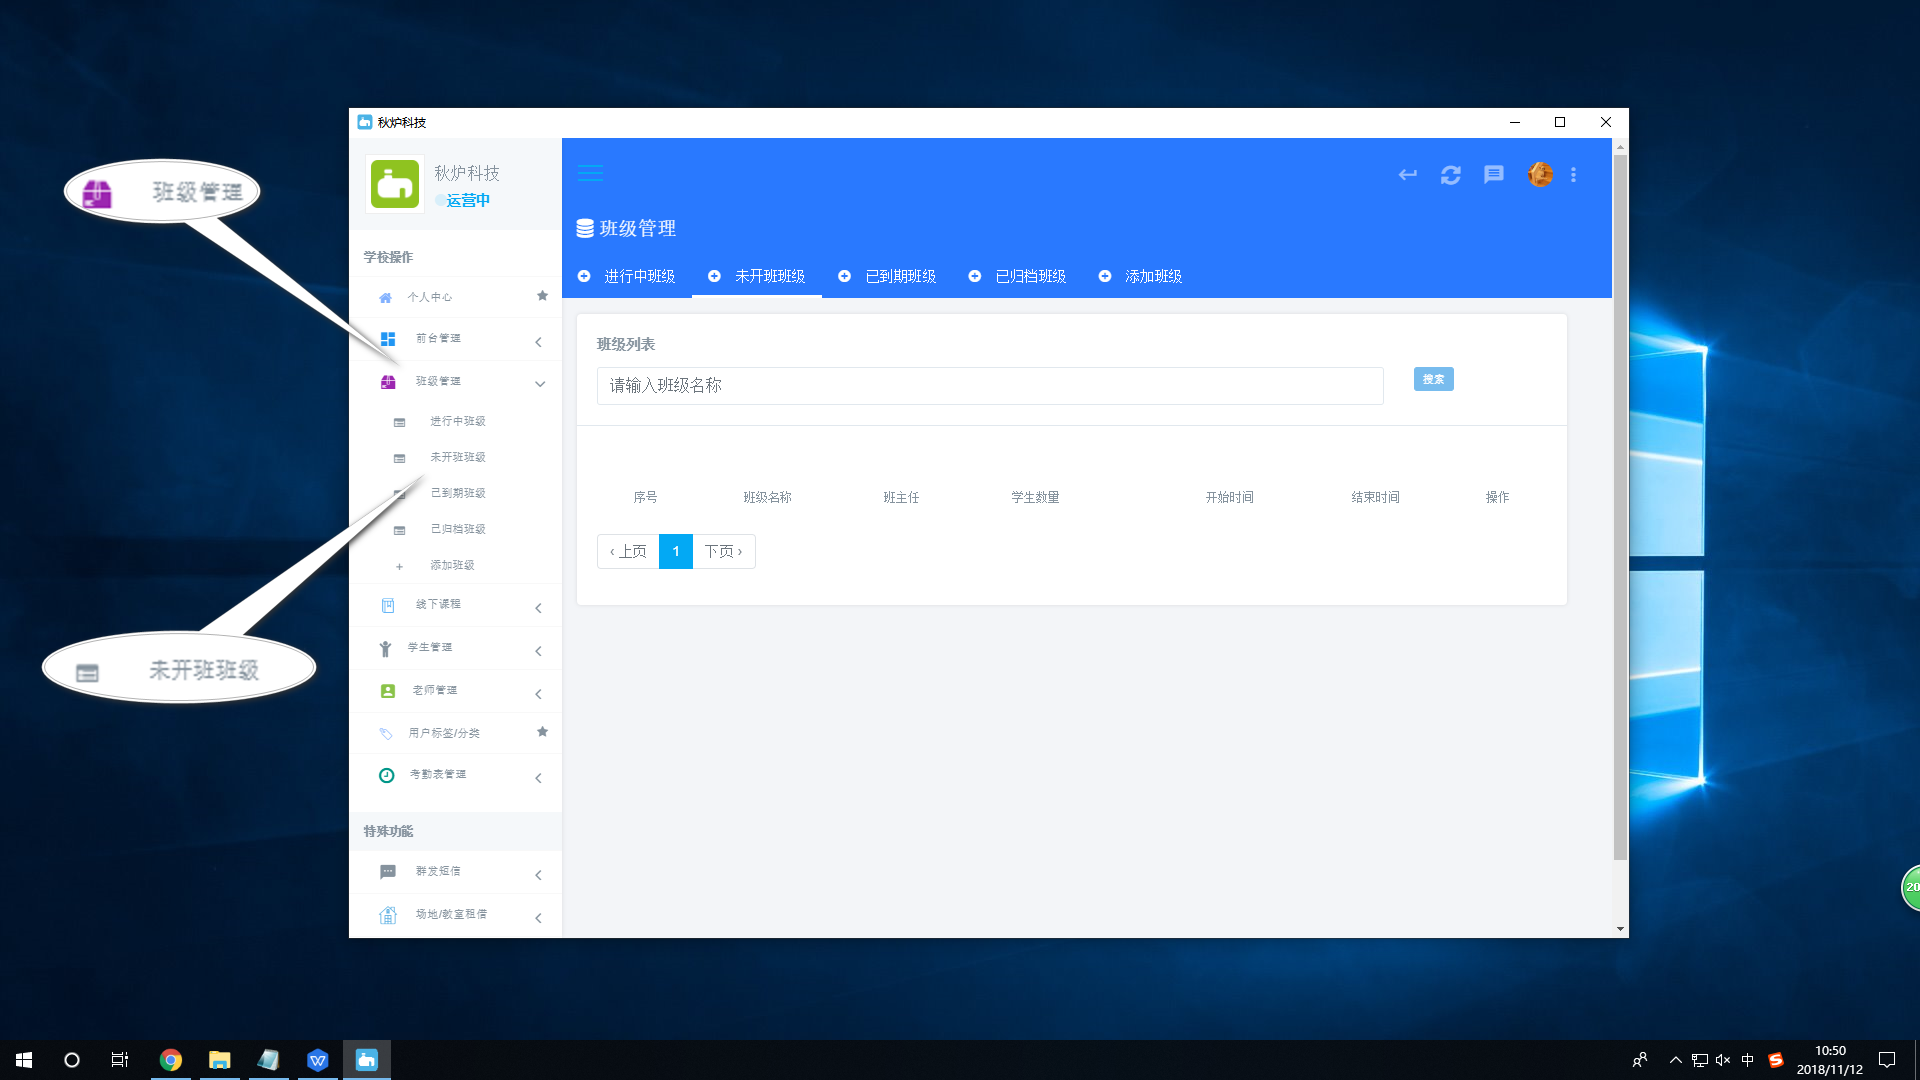 秋炉科技
秋炉科技
运营中
班级管理
学校操作
个人中心
前台管理
班级管理
进行中班级
未开班班级
已到期班级
已归档班级
添加班级
线下课程
学生管理
老师管理
用户标签/分类
考勤表管理
特殊功能
群发短信
场地/教室租借
未开班班级
班级管理
进行中班级 未开班班级 已到期班级 已归档班级 添加班级
班级列表
请输入班级名称 搜索
序号 班级名称 班主任 学生数量 开始时间 结束时间 操作
‹ 上页 1 下页 ›
20
中
10:50
2018/11/12